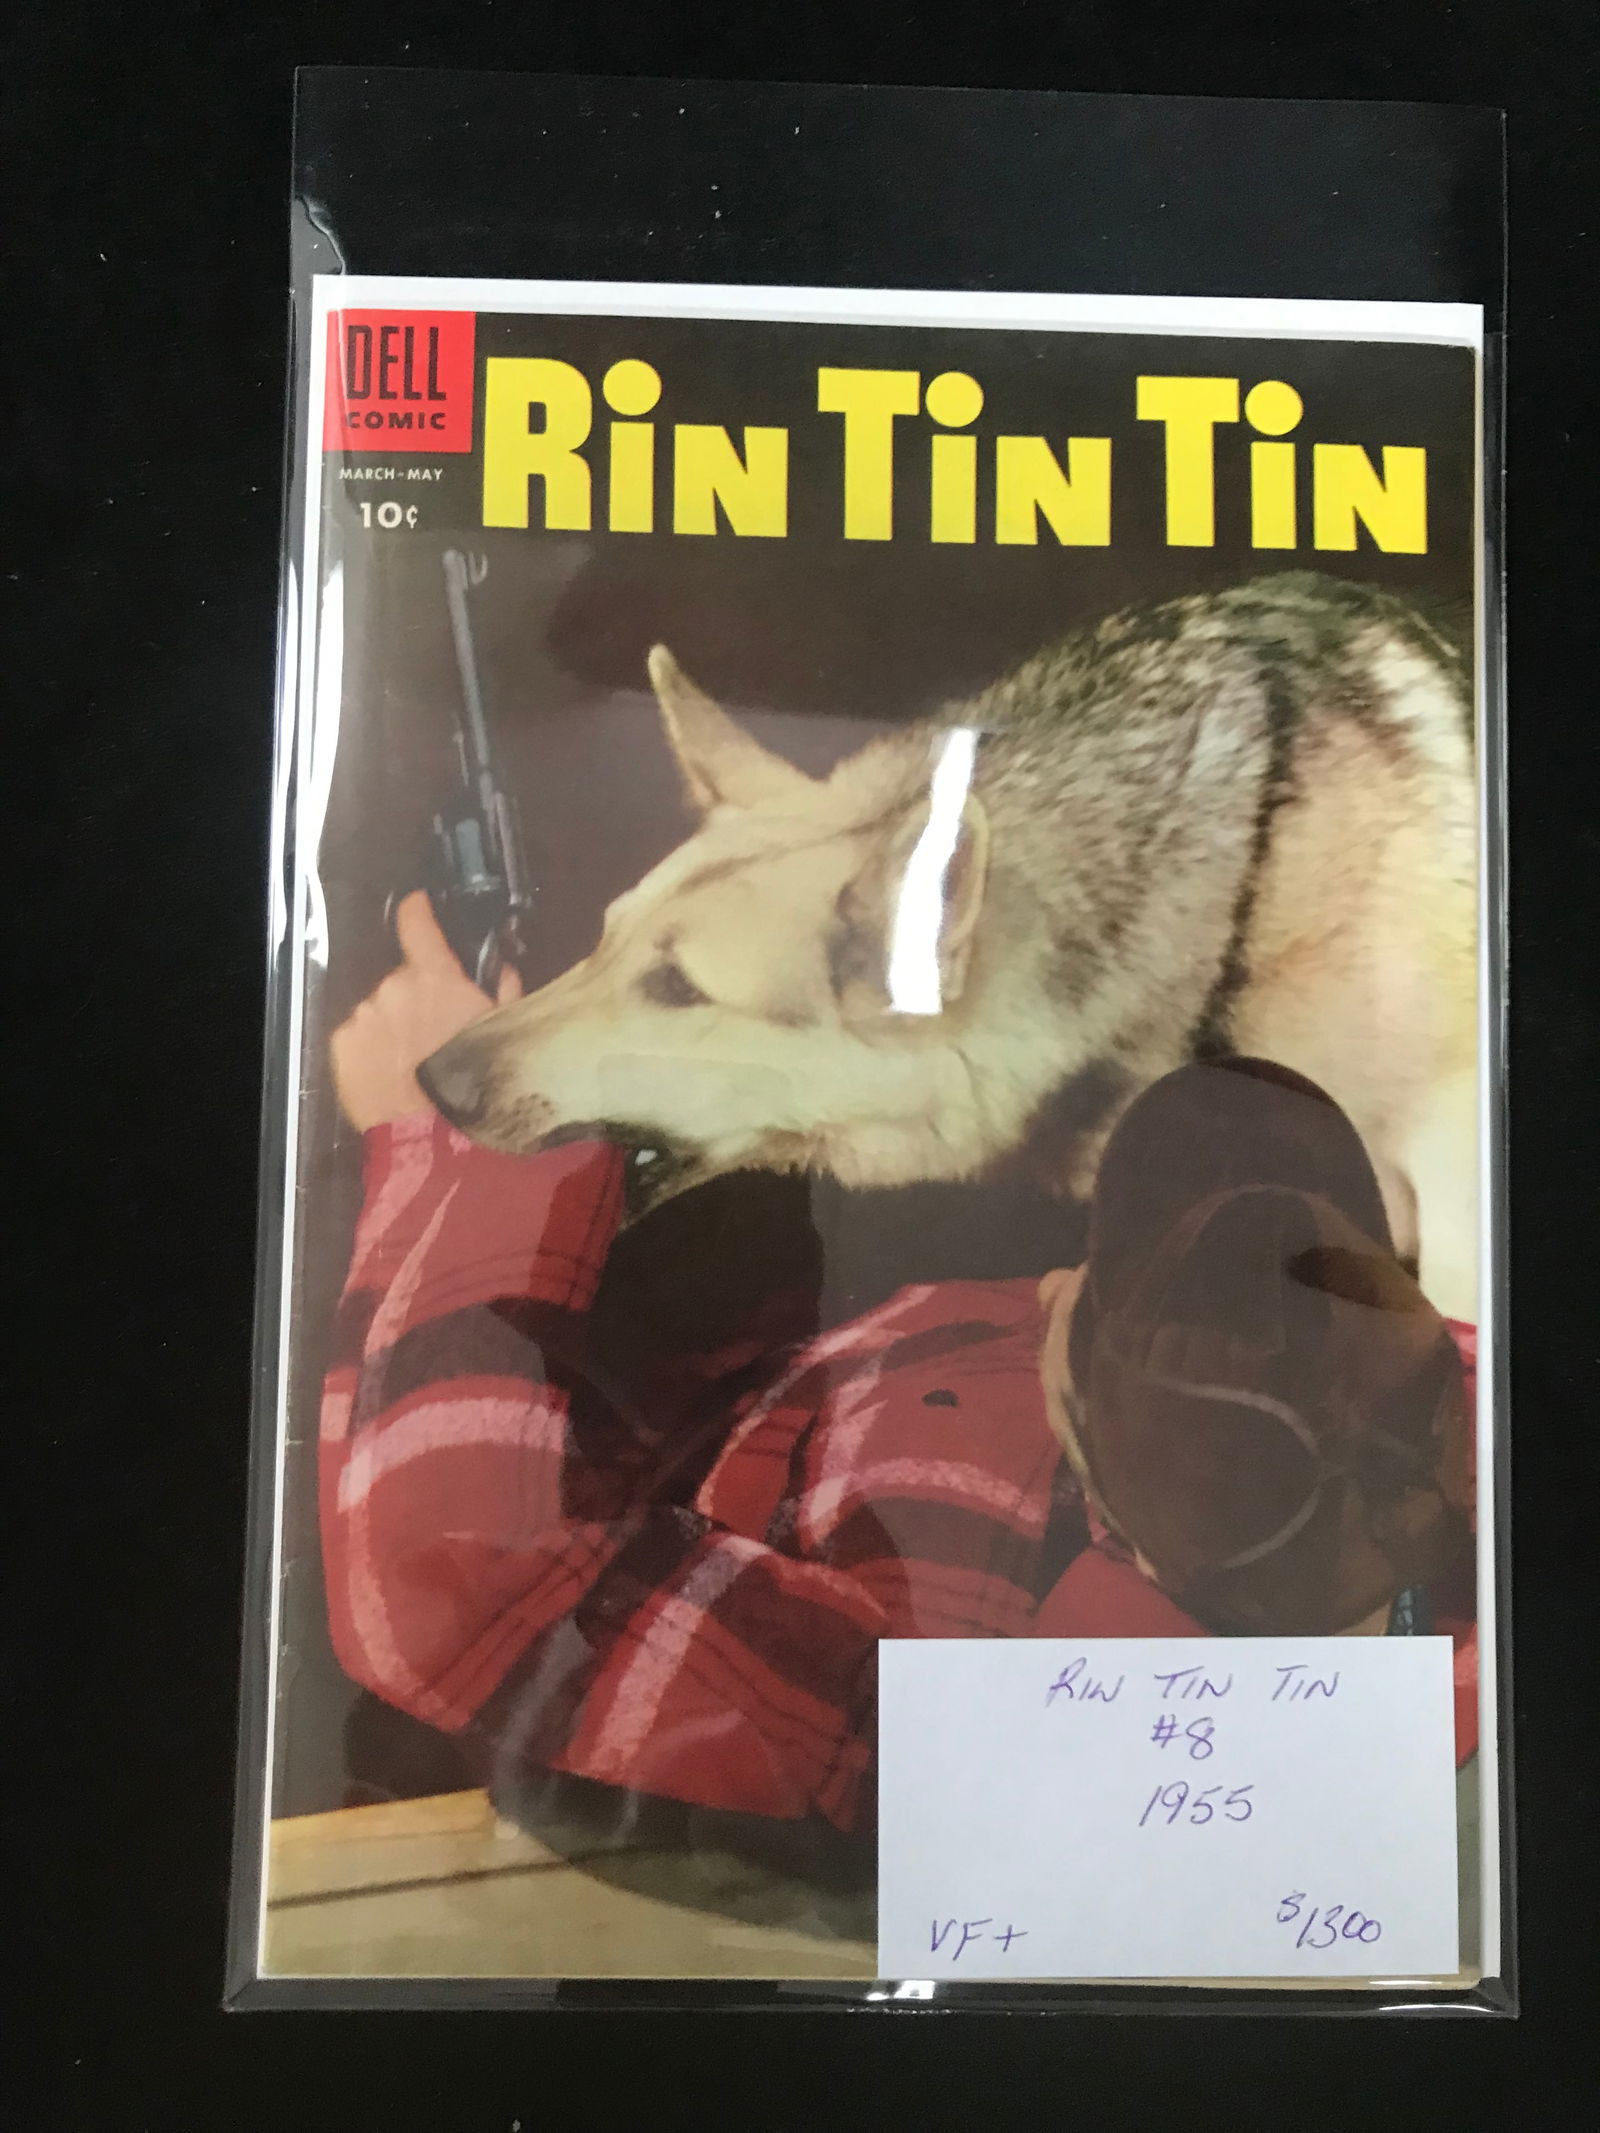 DELL
COMIC
RIN TIN TIN
MARCH-MAY
10¢
RIN TIN TIN
#8
1955
VF+ $1300